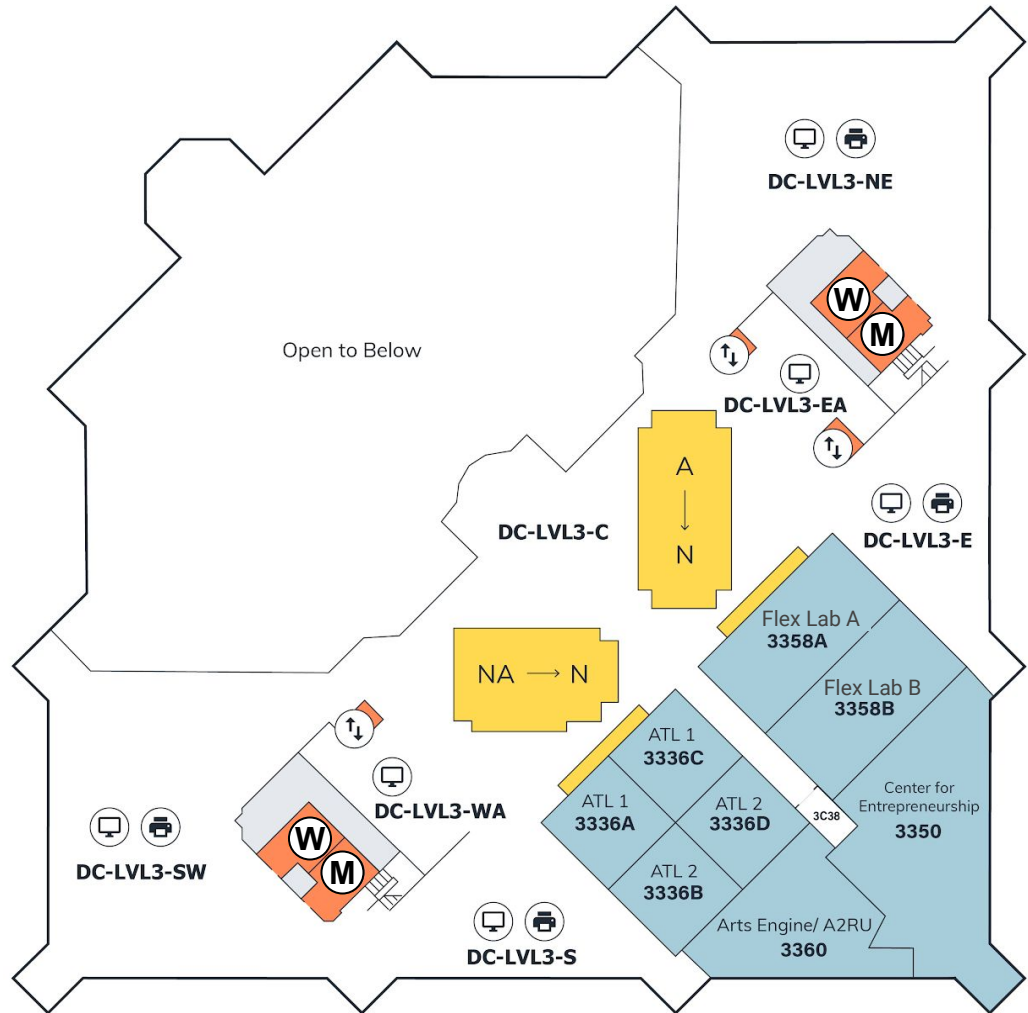 DC-LVL3-NE
W
M
Open to Below
DC-LVL3-EA
A
N
DC-LVL3-C
DC-LVL3-E
Flex Lab A
3358A
NA
N
Flex Lab B
3358B
ATL 1
3336C
Center for
Entrepreneurship
3350
DC-LVL3-WA
ATL 1
3336A
ATL 2
3336D
3C38
W
M
DC-LVL3-SW
ATL 2
3336B
Arts Engine/ A2RU
3360
DC-LVL3-S